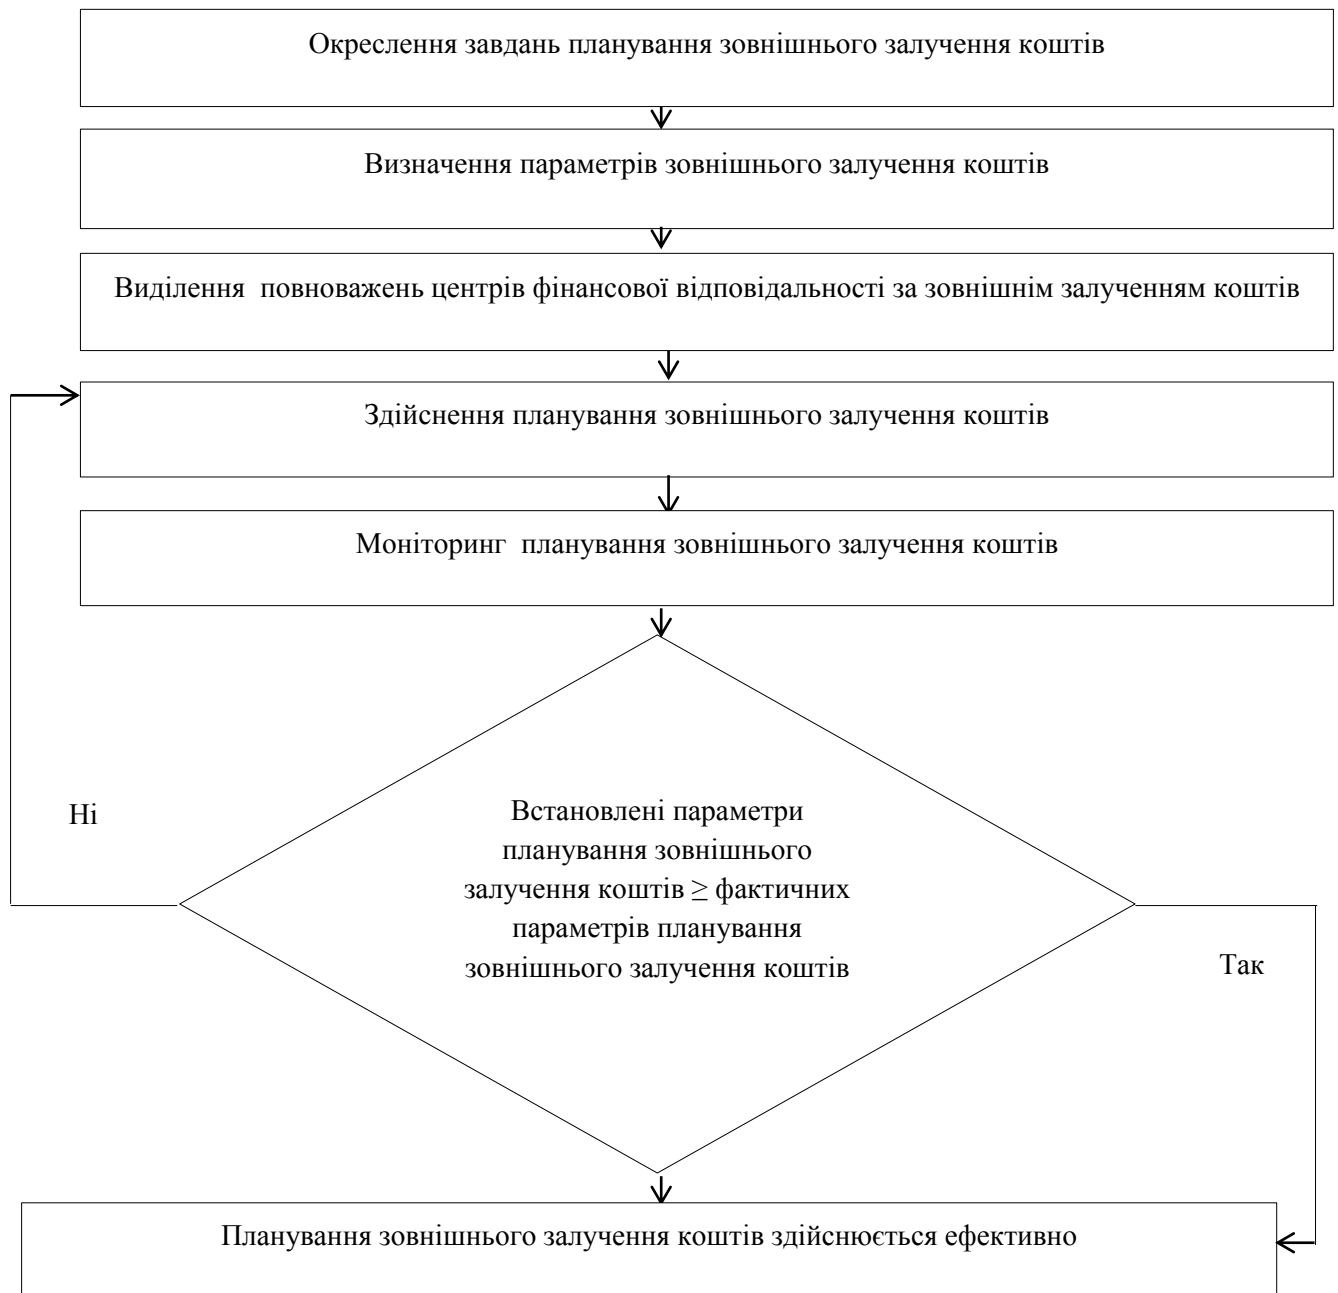 Окреслення завдань планування зовнішнього залучення коштів
Визначення параметрів зовнішнього залучення коштів
Виділення  повноважень центрів фінансової відповідальності за зовнішнім залученням коштів
Здійснення планування зовнішнього залучення коштів
Моніторинг  планування зовнішнього залучення коштів
Ні
Встановлені параметри
планування зовнішнього
залучення коштів ≥ фактичних
параметрів планування
зовнішнього залучення коштів
Так
Планування зовнішнього залучення коштів здійснюється ефективно